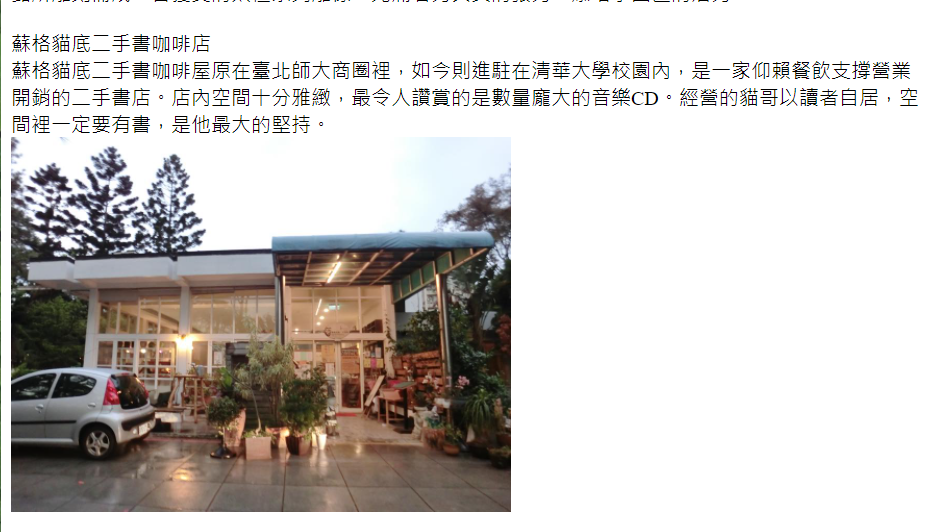 蘇格貓底二手書咖啡店
蘇格貓底二手書咖啡屋原在臺北師大商圈裡，如今則進駐在清華大學校園內，是一家仰賴餐飲支撐營業
開銷的二手書店。店內空間十分雅緻，最令人讚賞的是數量龐大的音樂CD。經營的貓哥以讀者自居，空
間裡一定要有書，是他最大的堅持。